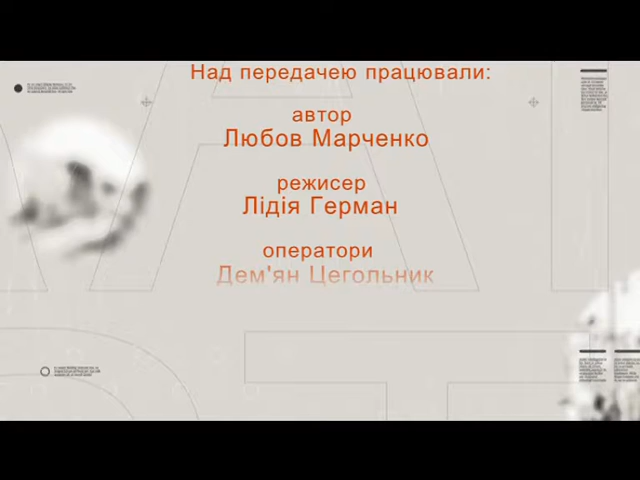 Над передачею працювали:
автор
Любов Марченко
режисер
Лідія Герман
оператори
Дем'ян Цегольник